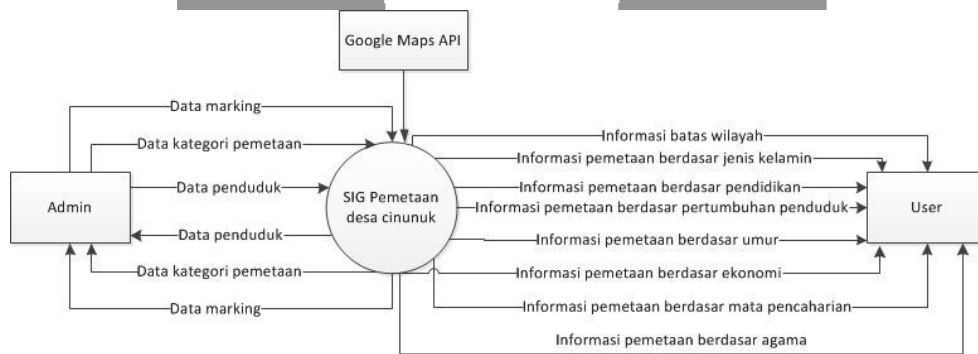 Google Maps API
Data marking
Data kategori pemetaan
Data penduduk
Admin
Data penduduk
Data kategori pemetaan
Data marking
SIG Pemetaan
desa cinunuk
Informasi batas wilayah
Informasi pemetaan berdasar jenis kelamin
Informasi pemetaan berdasar pendidikan
Informasi pemetaan berdasar pertumbuhan penduduk
Informasi pemetaan berdasar umur
Informasi pemetaan berdasar ekonomi
Informasi pemetaan berdasar mata pencaharian
Informasi pemetaan berdasar agama
User